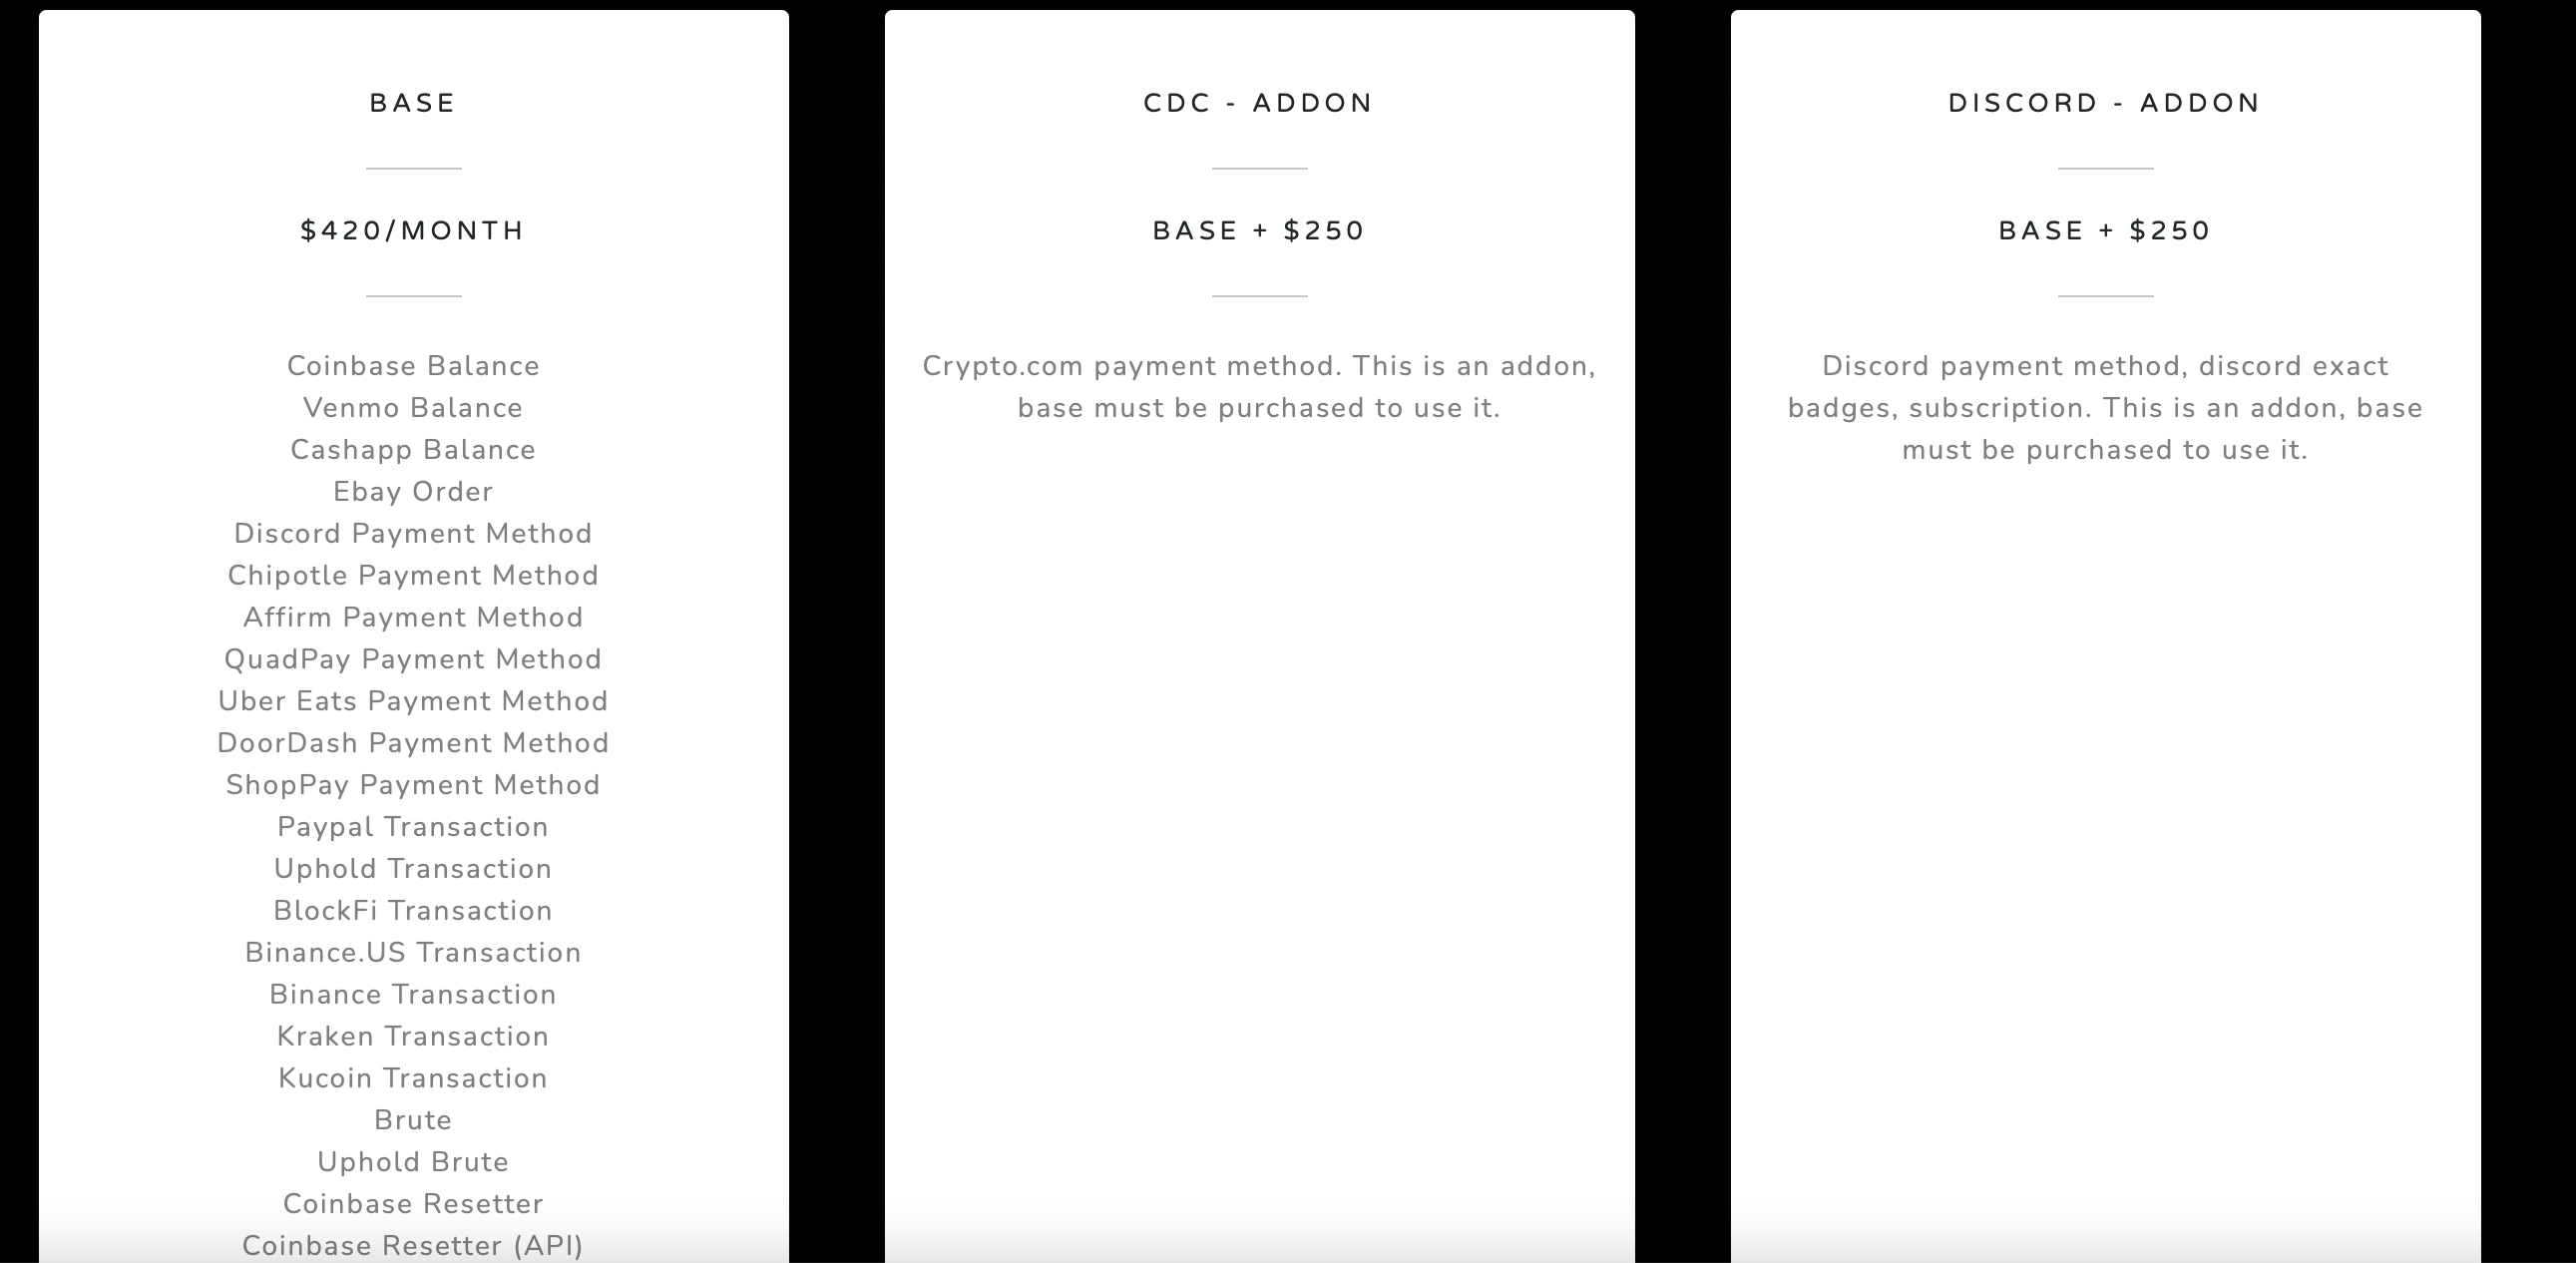 BASE
$420/MONTH
Coinbase Balance
Venmo Balance
Cashapp Balance
Ebay Order
Discord Payment Method
Chipotle Payment Method
Affirm Payment Method
QuadPay Payment Method
Uber Eats Payment Method
DoorDash Payment Method
ShopPay Payment Method
Paypal Transaction
Uphold Transaction
BlockFi Transaction
Binance.US Transaction
Binance Transaction
Kraken Transaction
Kucoin Transaction
Brute
Uphold Brute
Coinbase Resetter
Coinbase Resetter (API)
CDC - ADDON
BASE + $250
Crypto.com payment method. This is an addon,
base must be purchased to use it.
DISCORD - ADDON
BASE + $250
Discord payment method, discord exact
badges, subscription. This is an addon, base
must be purchased to use it.